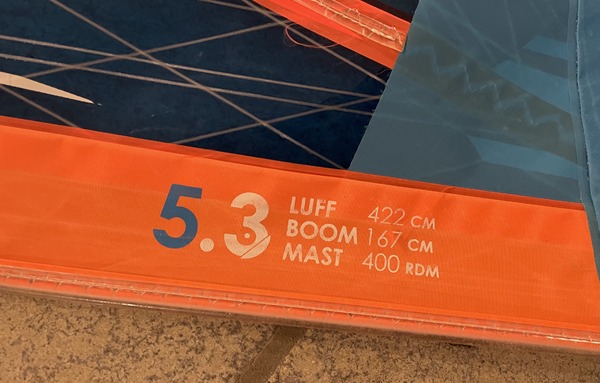 5.3
LUFF 422 CM
BOOM 167 CM
MAST 400 RDM